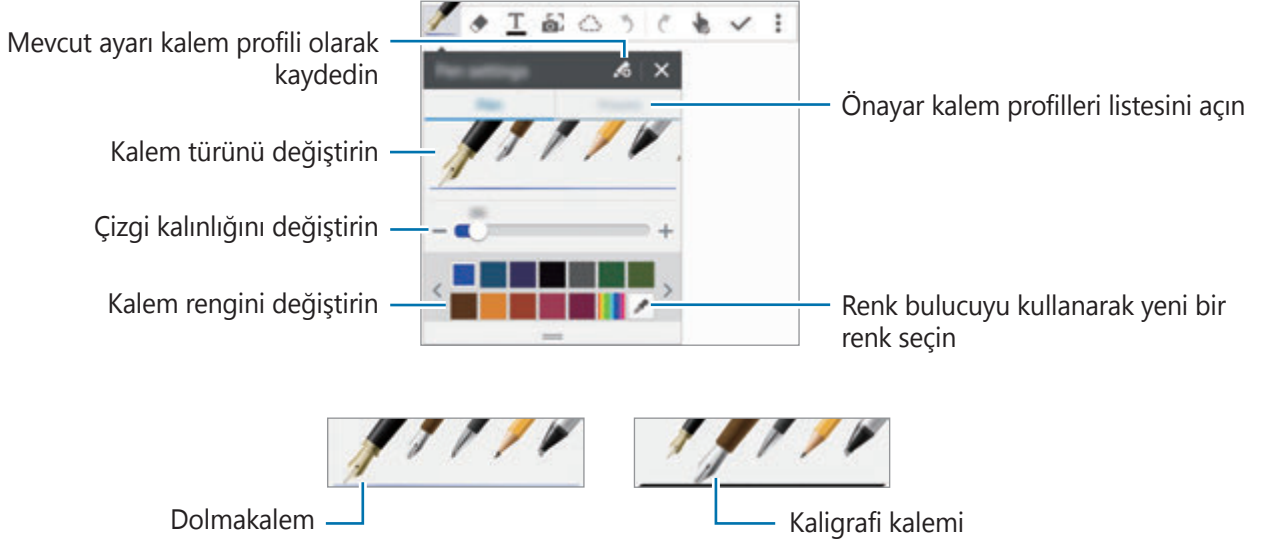 Mevcut ayarı kalem profili olarak
kaydedin
Önayar kalem profilleri listesini açın
Kalem türünü değiştirin
Çizgi kalınlığını değiştirin
Kalem rengini değiştirin
Renk bulucuyu kullanarak yeni bir
renk seçin
Dolmakalem
Kaligrafi kalemi